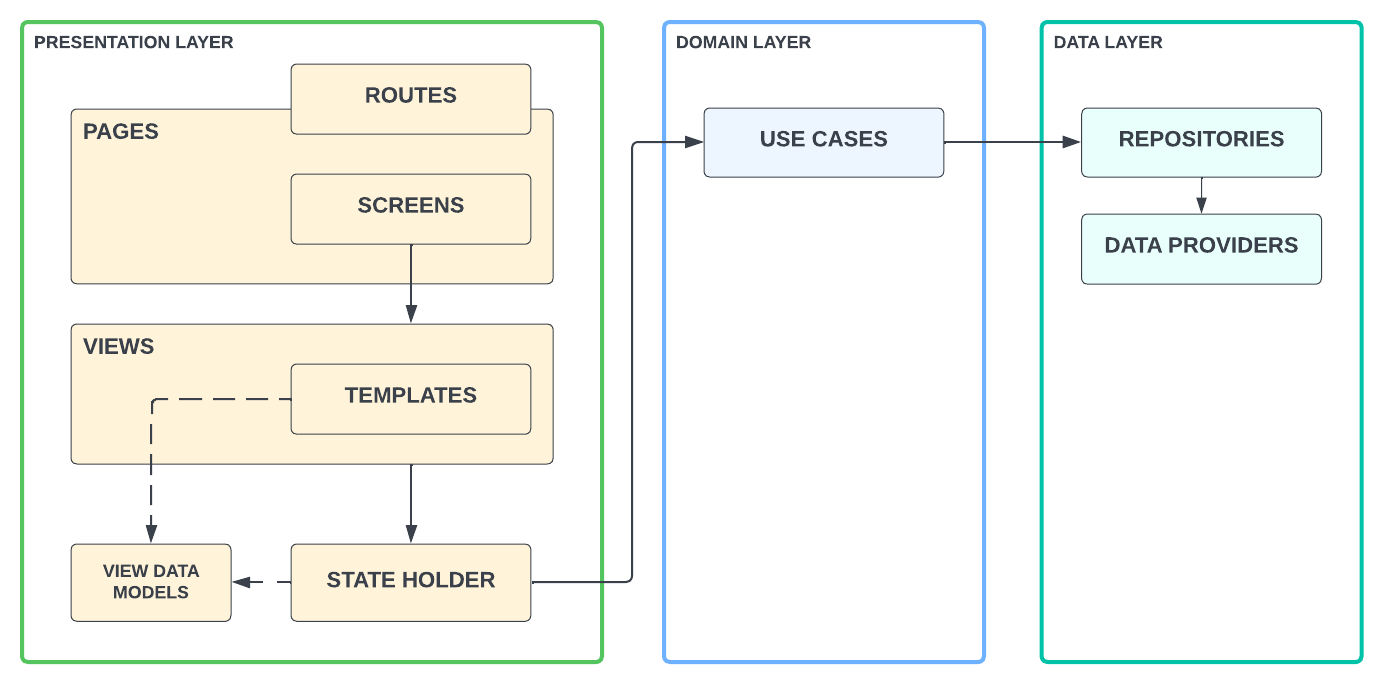 PRESENTATION LAYER
ROUTES
PAGES
SCREENS
VIEWS
TEMPLATES
VIEW DATA
MODELS
STATE HOLDER
DOMAIN LAYER
USE CASES
DATA LAYER
REPOSITORIES
DATA PROVIDERS